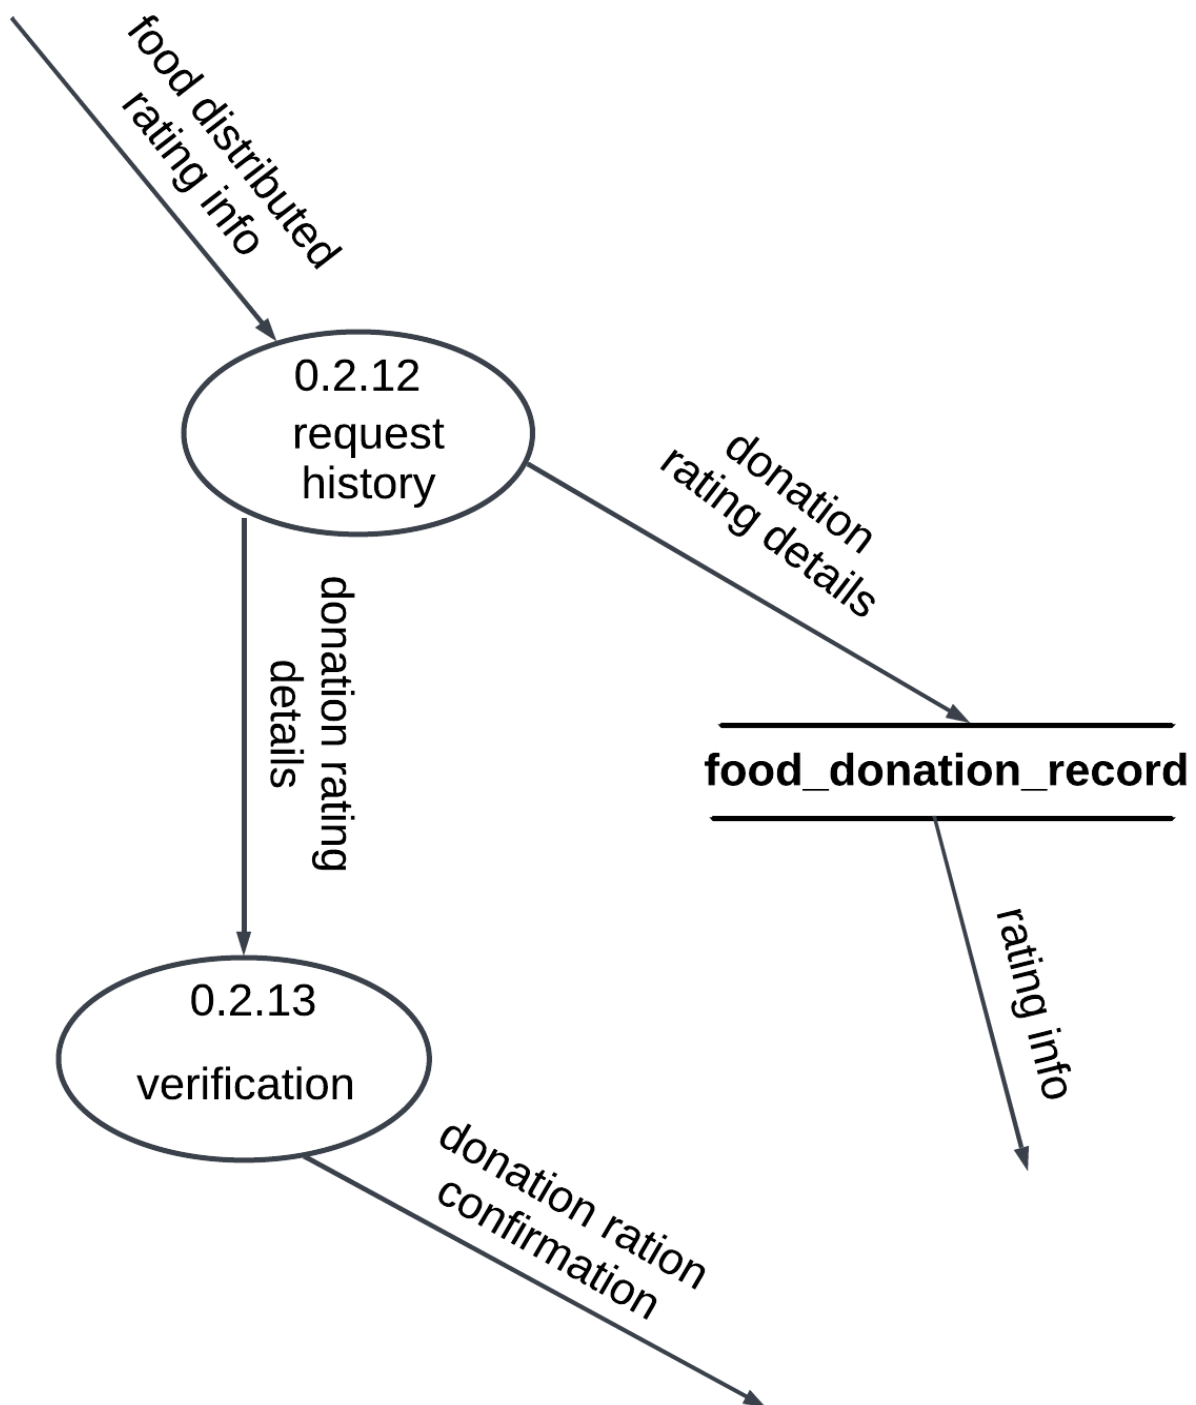 food distributed
rating info
0.2.12
request
history
donation
rating details
donation rating
details
food_donation_record
rating info
0.2.13
verification
donation ration
confirmation